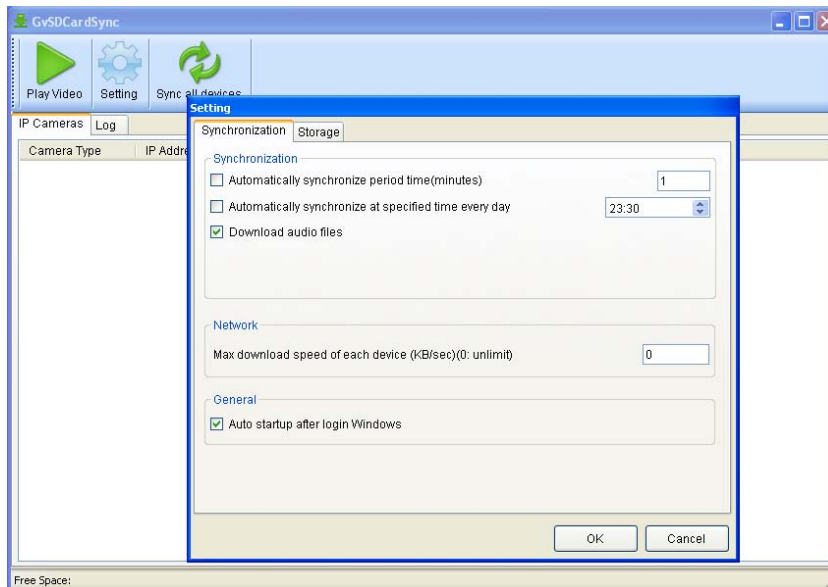 GvSDCardSync
Play Video Setting Sync all devices
IP Cameras Log
Camera Type IP Addre
Setting
Synchronization Storage
Synchronization
Automatically synchronize period time(minutes) 1
Automatically synchronize at specified time every day 23:30
Download audio files
Network
Max download speed of each device (KB/sec)(0: unlimit) 0
General
Auto startup after login Windows
OK Cancel
Free Space: